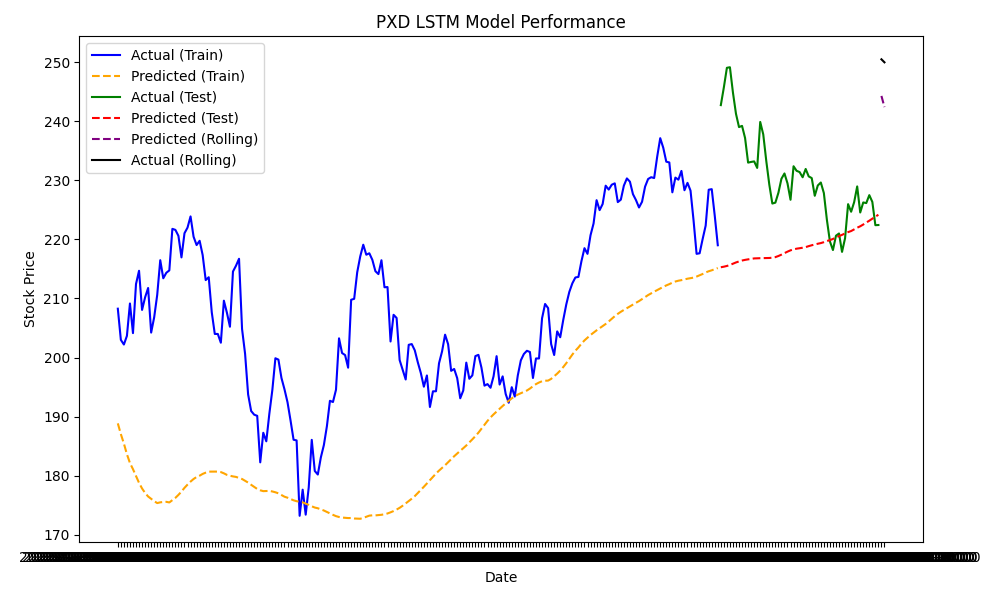 PXD LSTM Model Performance
Actual (Train)
Predicted (Train)
Actual (Test)
Predicted (Test)
Predicted (Rolling)
Actual (Rolling)
250
240
230
220
210
200
190
180
170
Stock Price
Date